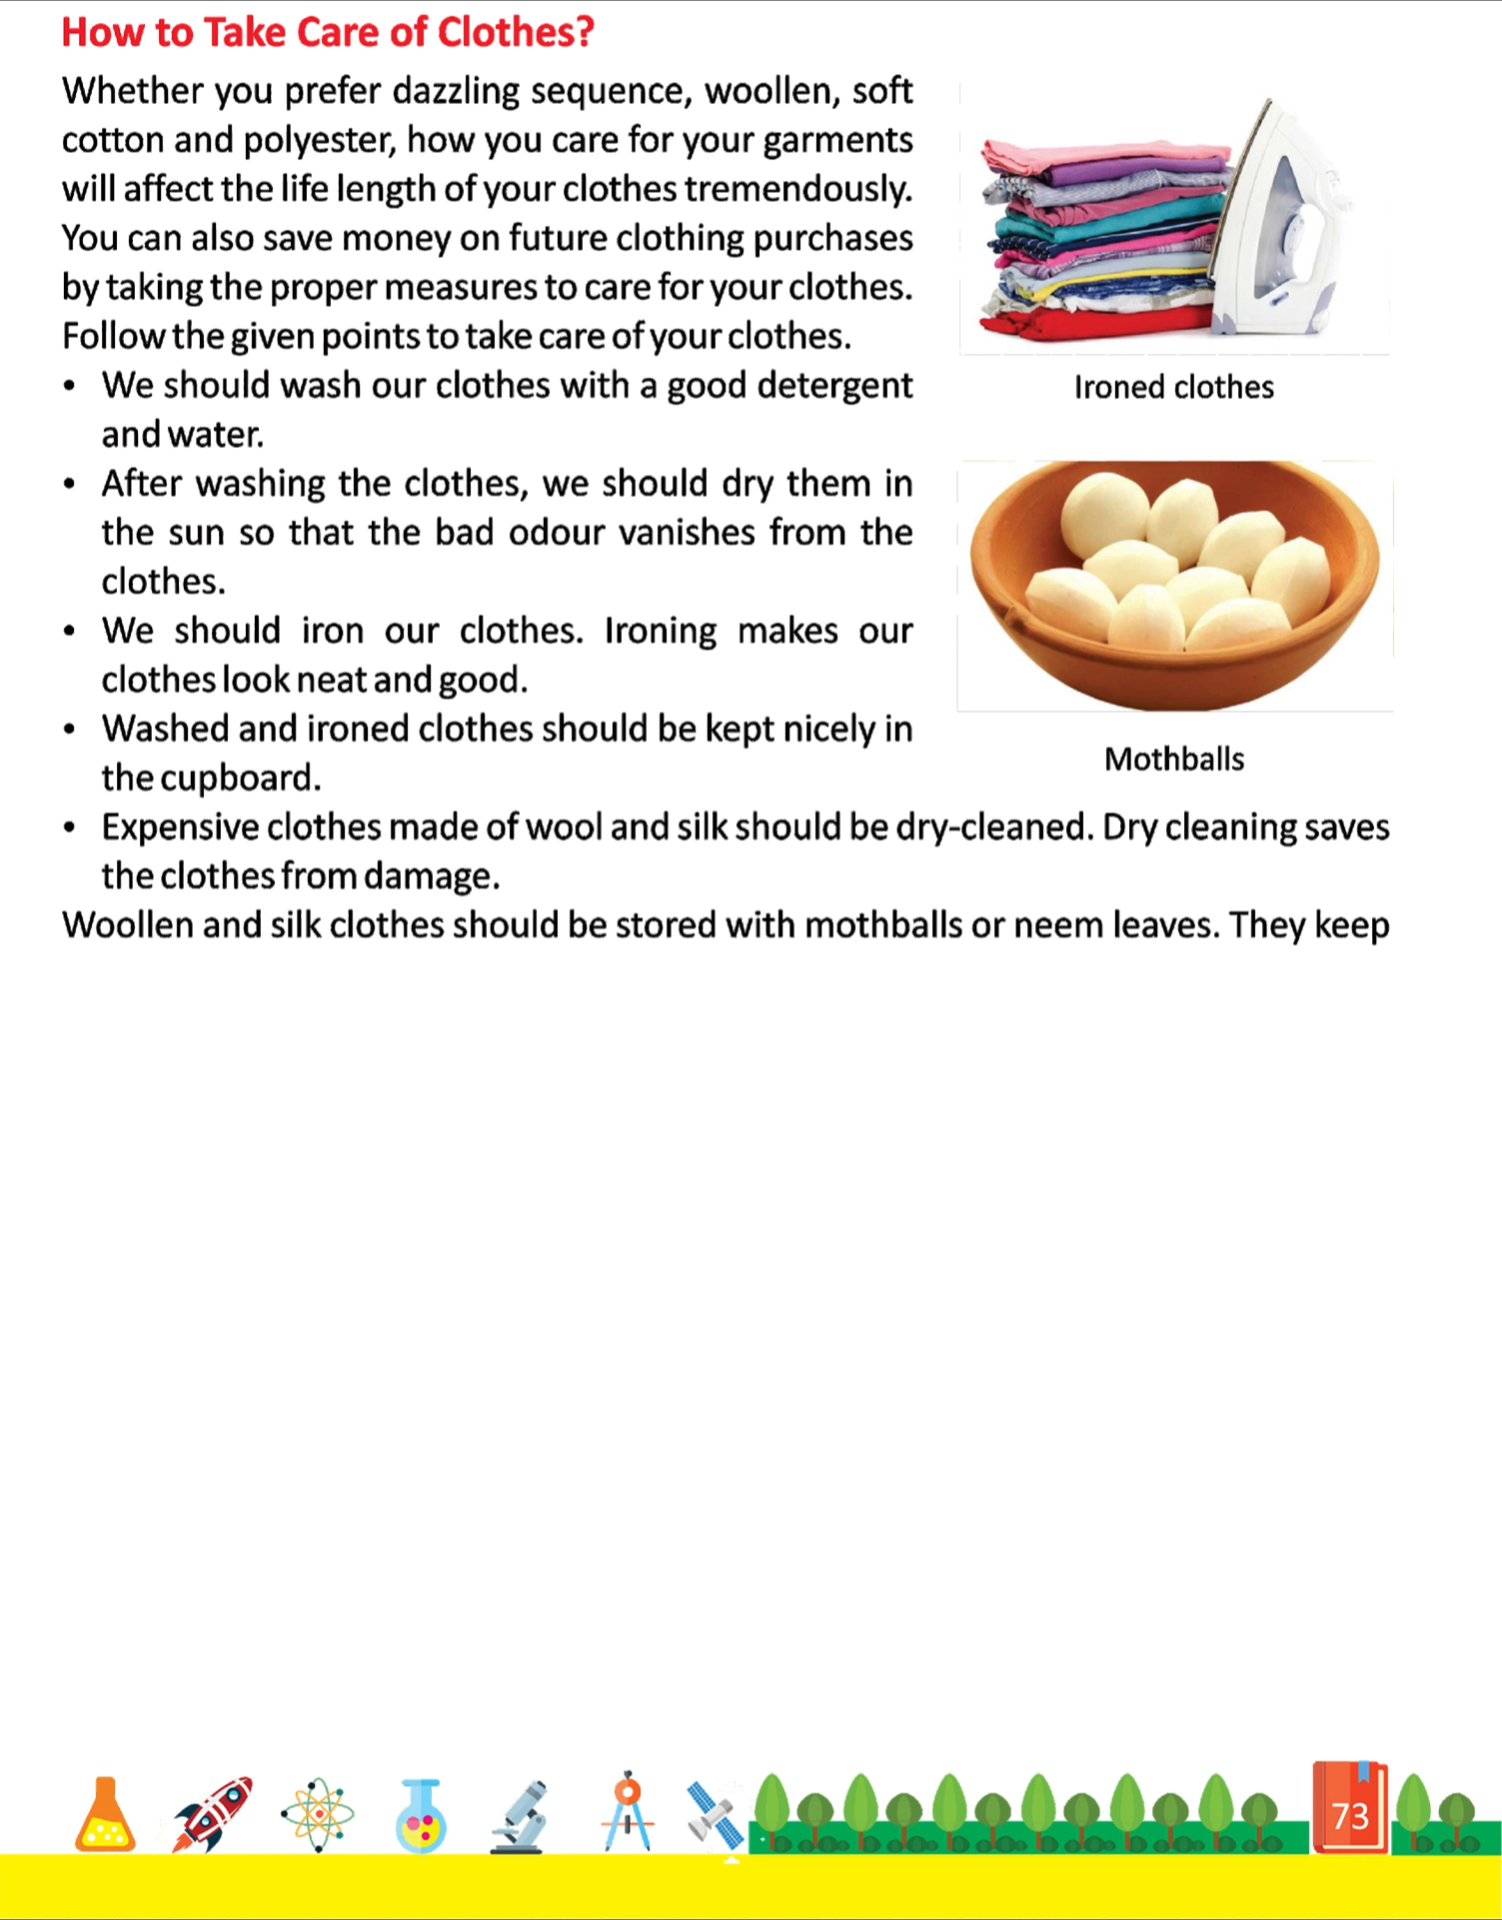 How to Take Care of Clothes?
Whether you prefer dazzling sequence, woollen, soft
cotton and polyester, how you care for your garments
will affect the life length of your clothes tremendously.
You can also save money on future clothing purchases
by taking the proper measures to care for your clothes.
Follow the given points to take care of your clothes.
• We should wash our clothes with a good detergent
and water.
• After washing the clothes, we should dry them in
the sun so that the bad odour vanishes from the
clothes.
• We should iron our clothes. Ironing makes our
clothes look neat and good.
• Washed and ironed clothes should be kept nicely in
the cupboard.
• Expensive clothes made of wool and silk should be dry-cleaned. Dry cleaning saves
the clothes from damage.
Woollen and silk clothes should be stored with mothballs or neem leaves. They keep
Ironed clothes
Mothballs
73